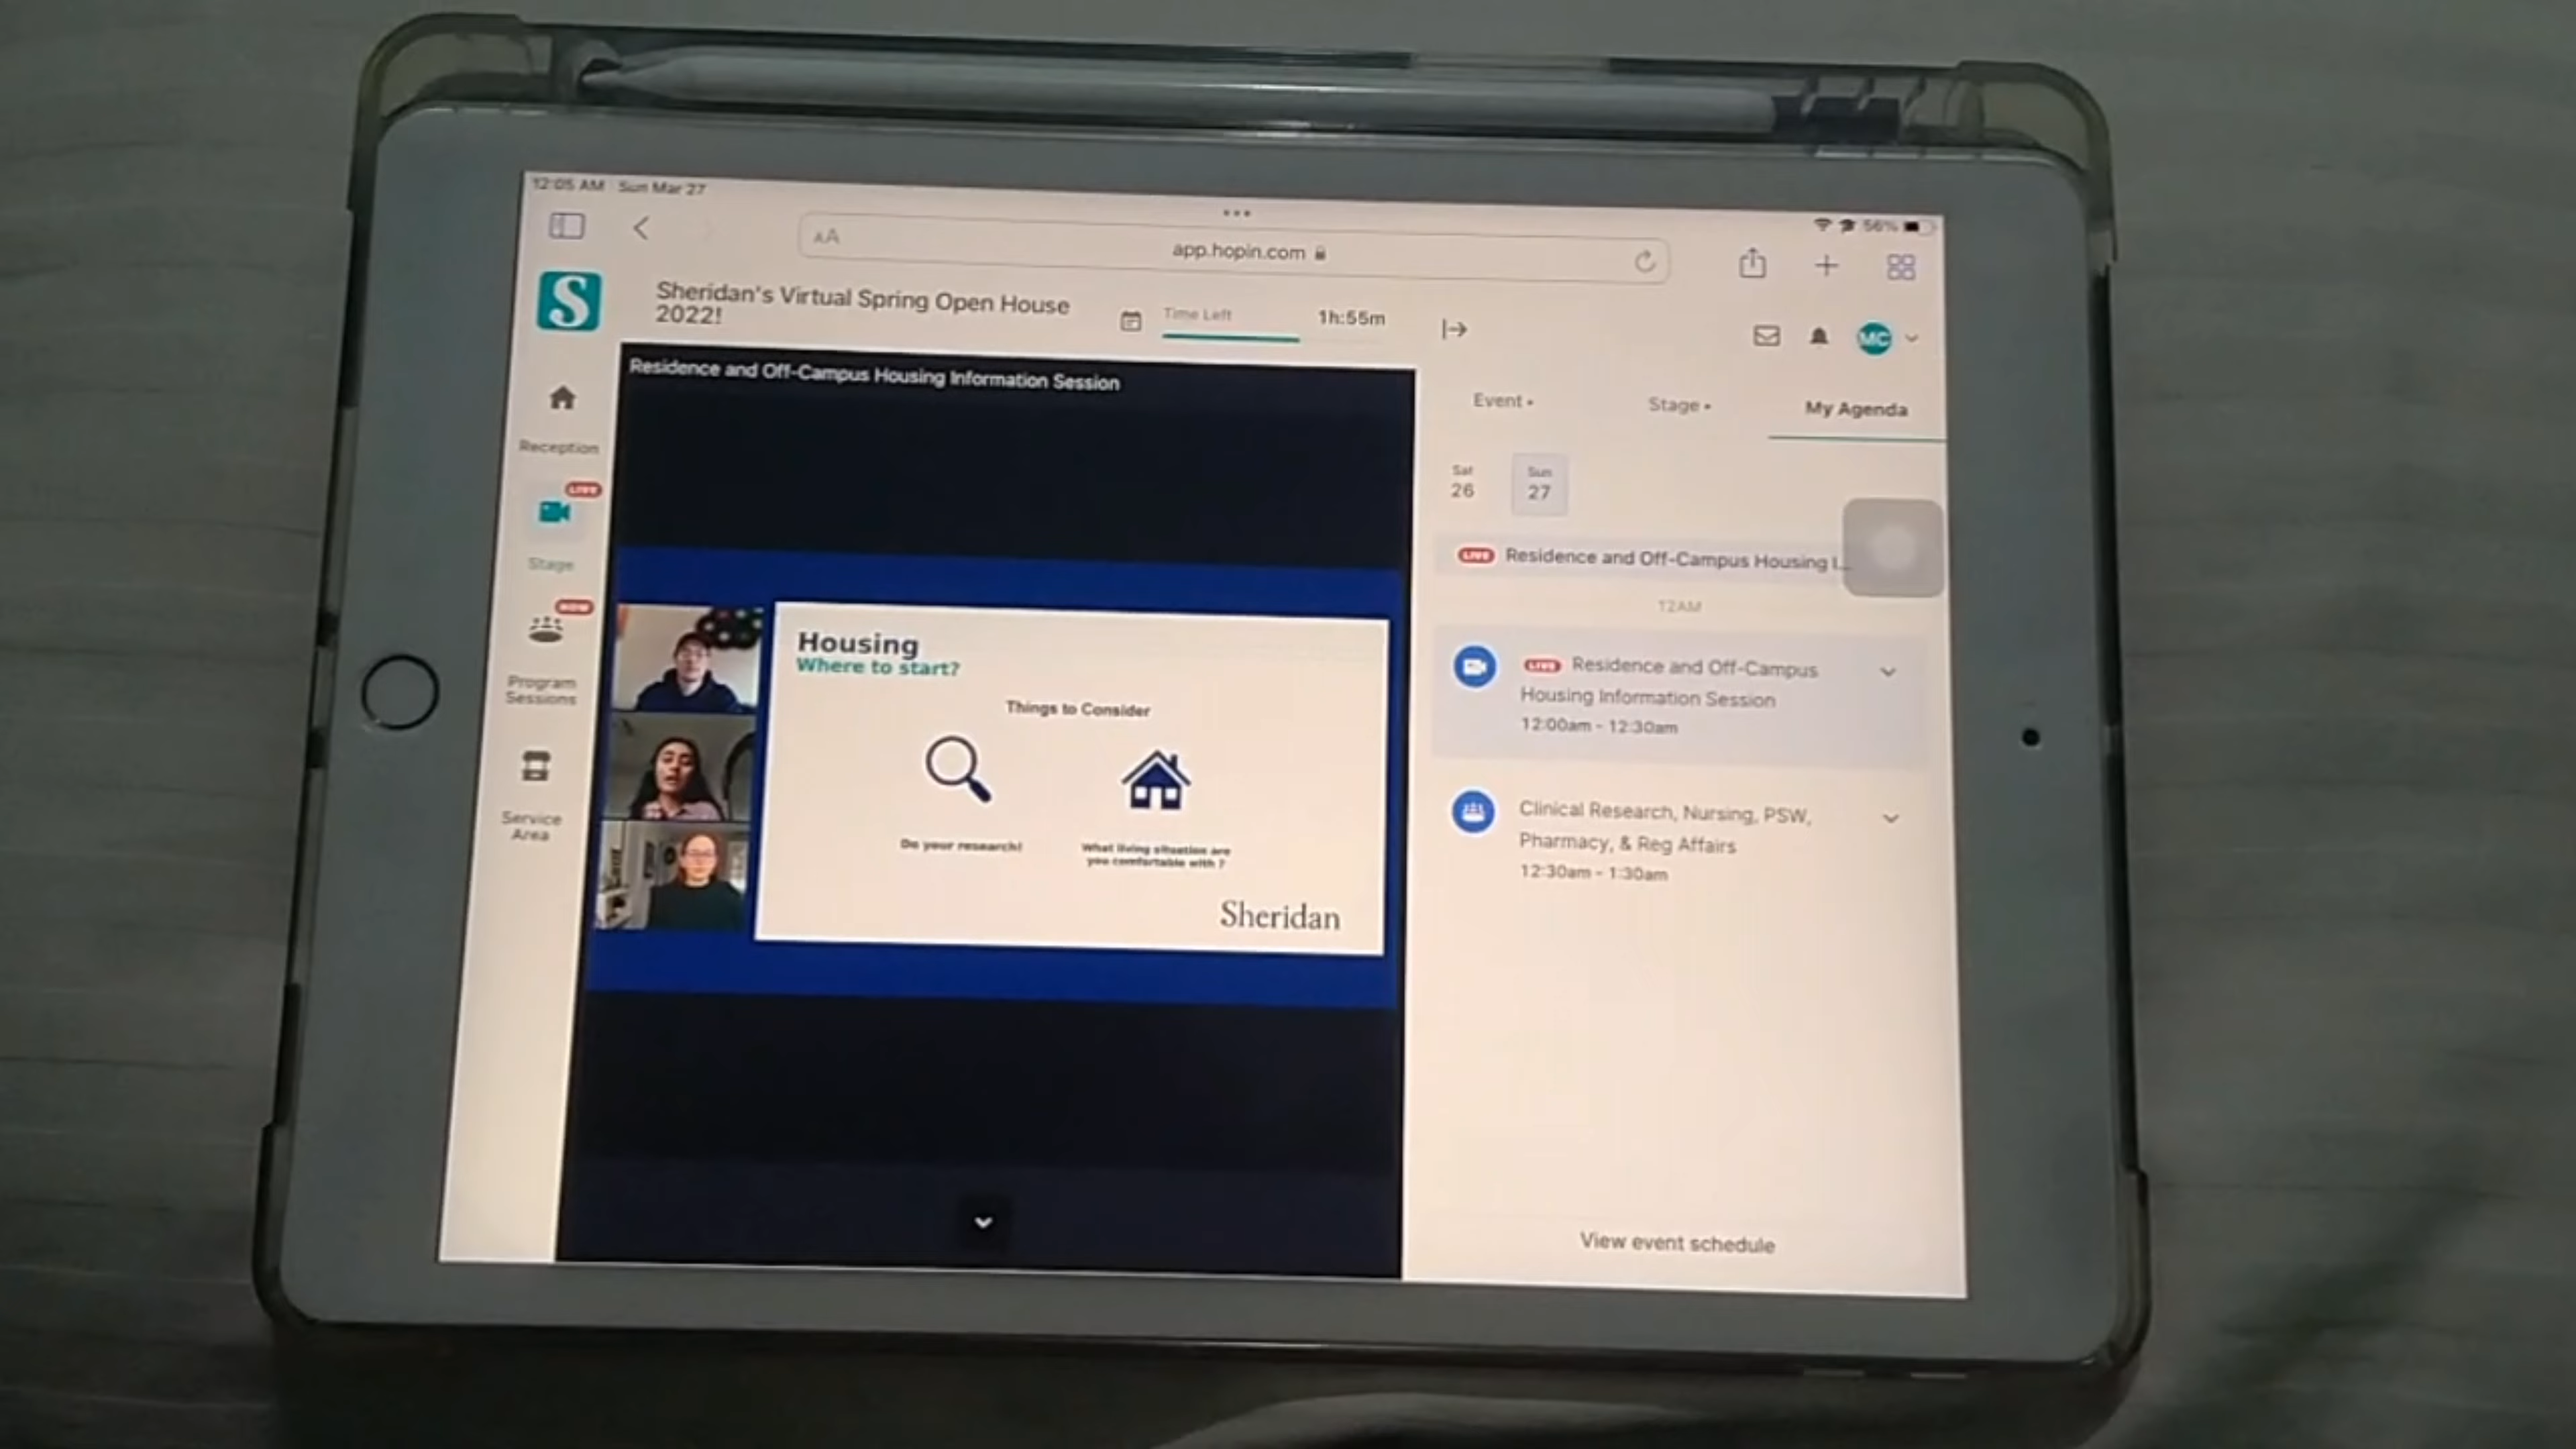 12:05 AM Sun Mar 27
56%
AA
app.hopin.com
S
Sheridan's Virtual Spring Open House
2022!
Time Left
1h:55m
MC
Residence and Off-Campus Housing Information Session
Reception
LIVE
Stage
NOW
Program
Sessions
Service
Area
Housing
Where to start?
Things to Consider
Do your research!
What living situation are
you comfortable with ?
Sheridan
Event •
Stage •
My Agenda
Sat
26
Sun
27
LIVE Residence and Off-Campus Housing I...
12AM
LIVE Residence and Off-Campus
Housing Information Session
12:00am - 12:30am
Clinical Research, Nursing, PSW,
Pharmacy, & Reg Affairs
12:30am - 1:30am
View event schedule